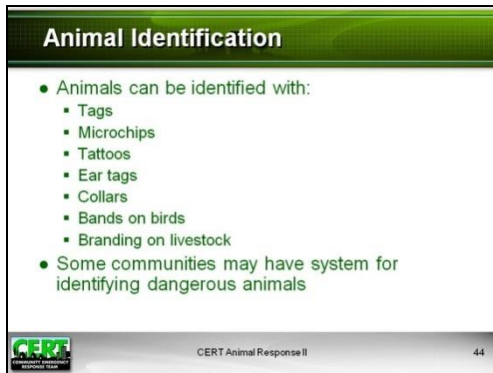 Animal Identification
● Animals can be identified with:
▪ Tags
▪ Microchips
▪ Tattoos
▪ Ear tags
▪ Collars
▪ Bands on birds
▪ Branding on livestock
● Some communities may have system for
identifying dangerous animals
CERT
COMMUNITY EMERGENCY
RESPONSE TEAM
CERT Animal Response II
44